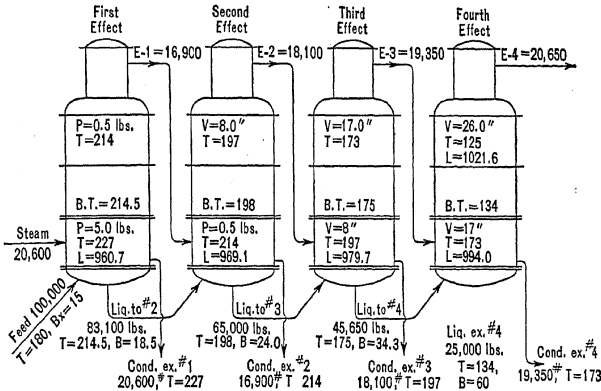 First
Effect
Second
Effect
Third
Effect
Fourth
Effect
E-1=16,900
E-2=18,100
E-3=19,350
E-4=20,650
P=0.5 lbs.
T=214
V=8.0"
T=197
V=17.0"
T=173
V=26.0"
T=125
L=1021.6
B.T.=214.5
B.T.=198
B.T.=175
B.T.=134
Steam
20,600
P=5.0 lbs.
T=227
L=960.7
P=0.5 lbs.
T=214
L=969.1
V=8"
T=197
L=979.7
V=17"
T=173
L=994.0
Feed 100,000
T=180, Bx=15
Liq. to #2
83,100 lbs.
T=214.5, B=18.5
Liq. to #3
65,000 lbs.
T=198, B=24.0
Liq. to #4
45,650 lbs.
T=175, B=34.3
Liq. ex. #4
25,000 lbs.
T=134,
B=60
Cond. ex. #1
20,600,# T=227
Cond. ex. #2
16,900# T 214
Cond. ex. #3
18,100,# T=197
Cond. ex. #4
19,350,# T=173